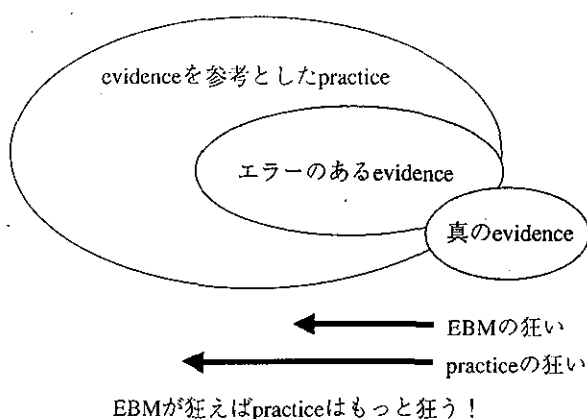 evidenceを参考としたpractice
エラーのあるevidence
真のevidence
EBMの狂い
practiceの狂い
EBMが狂えばpracticeはもっと狂う！